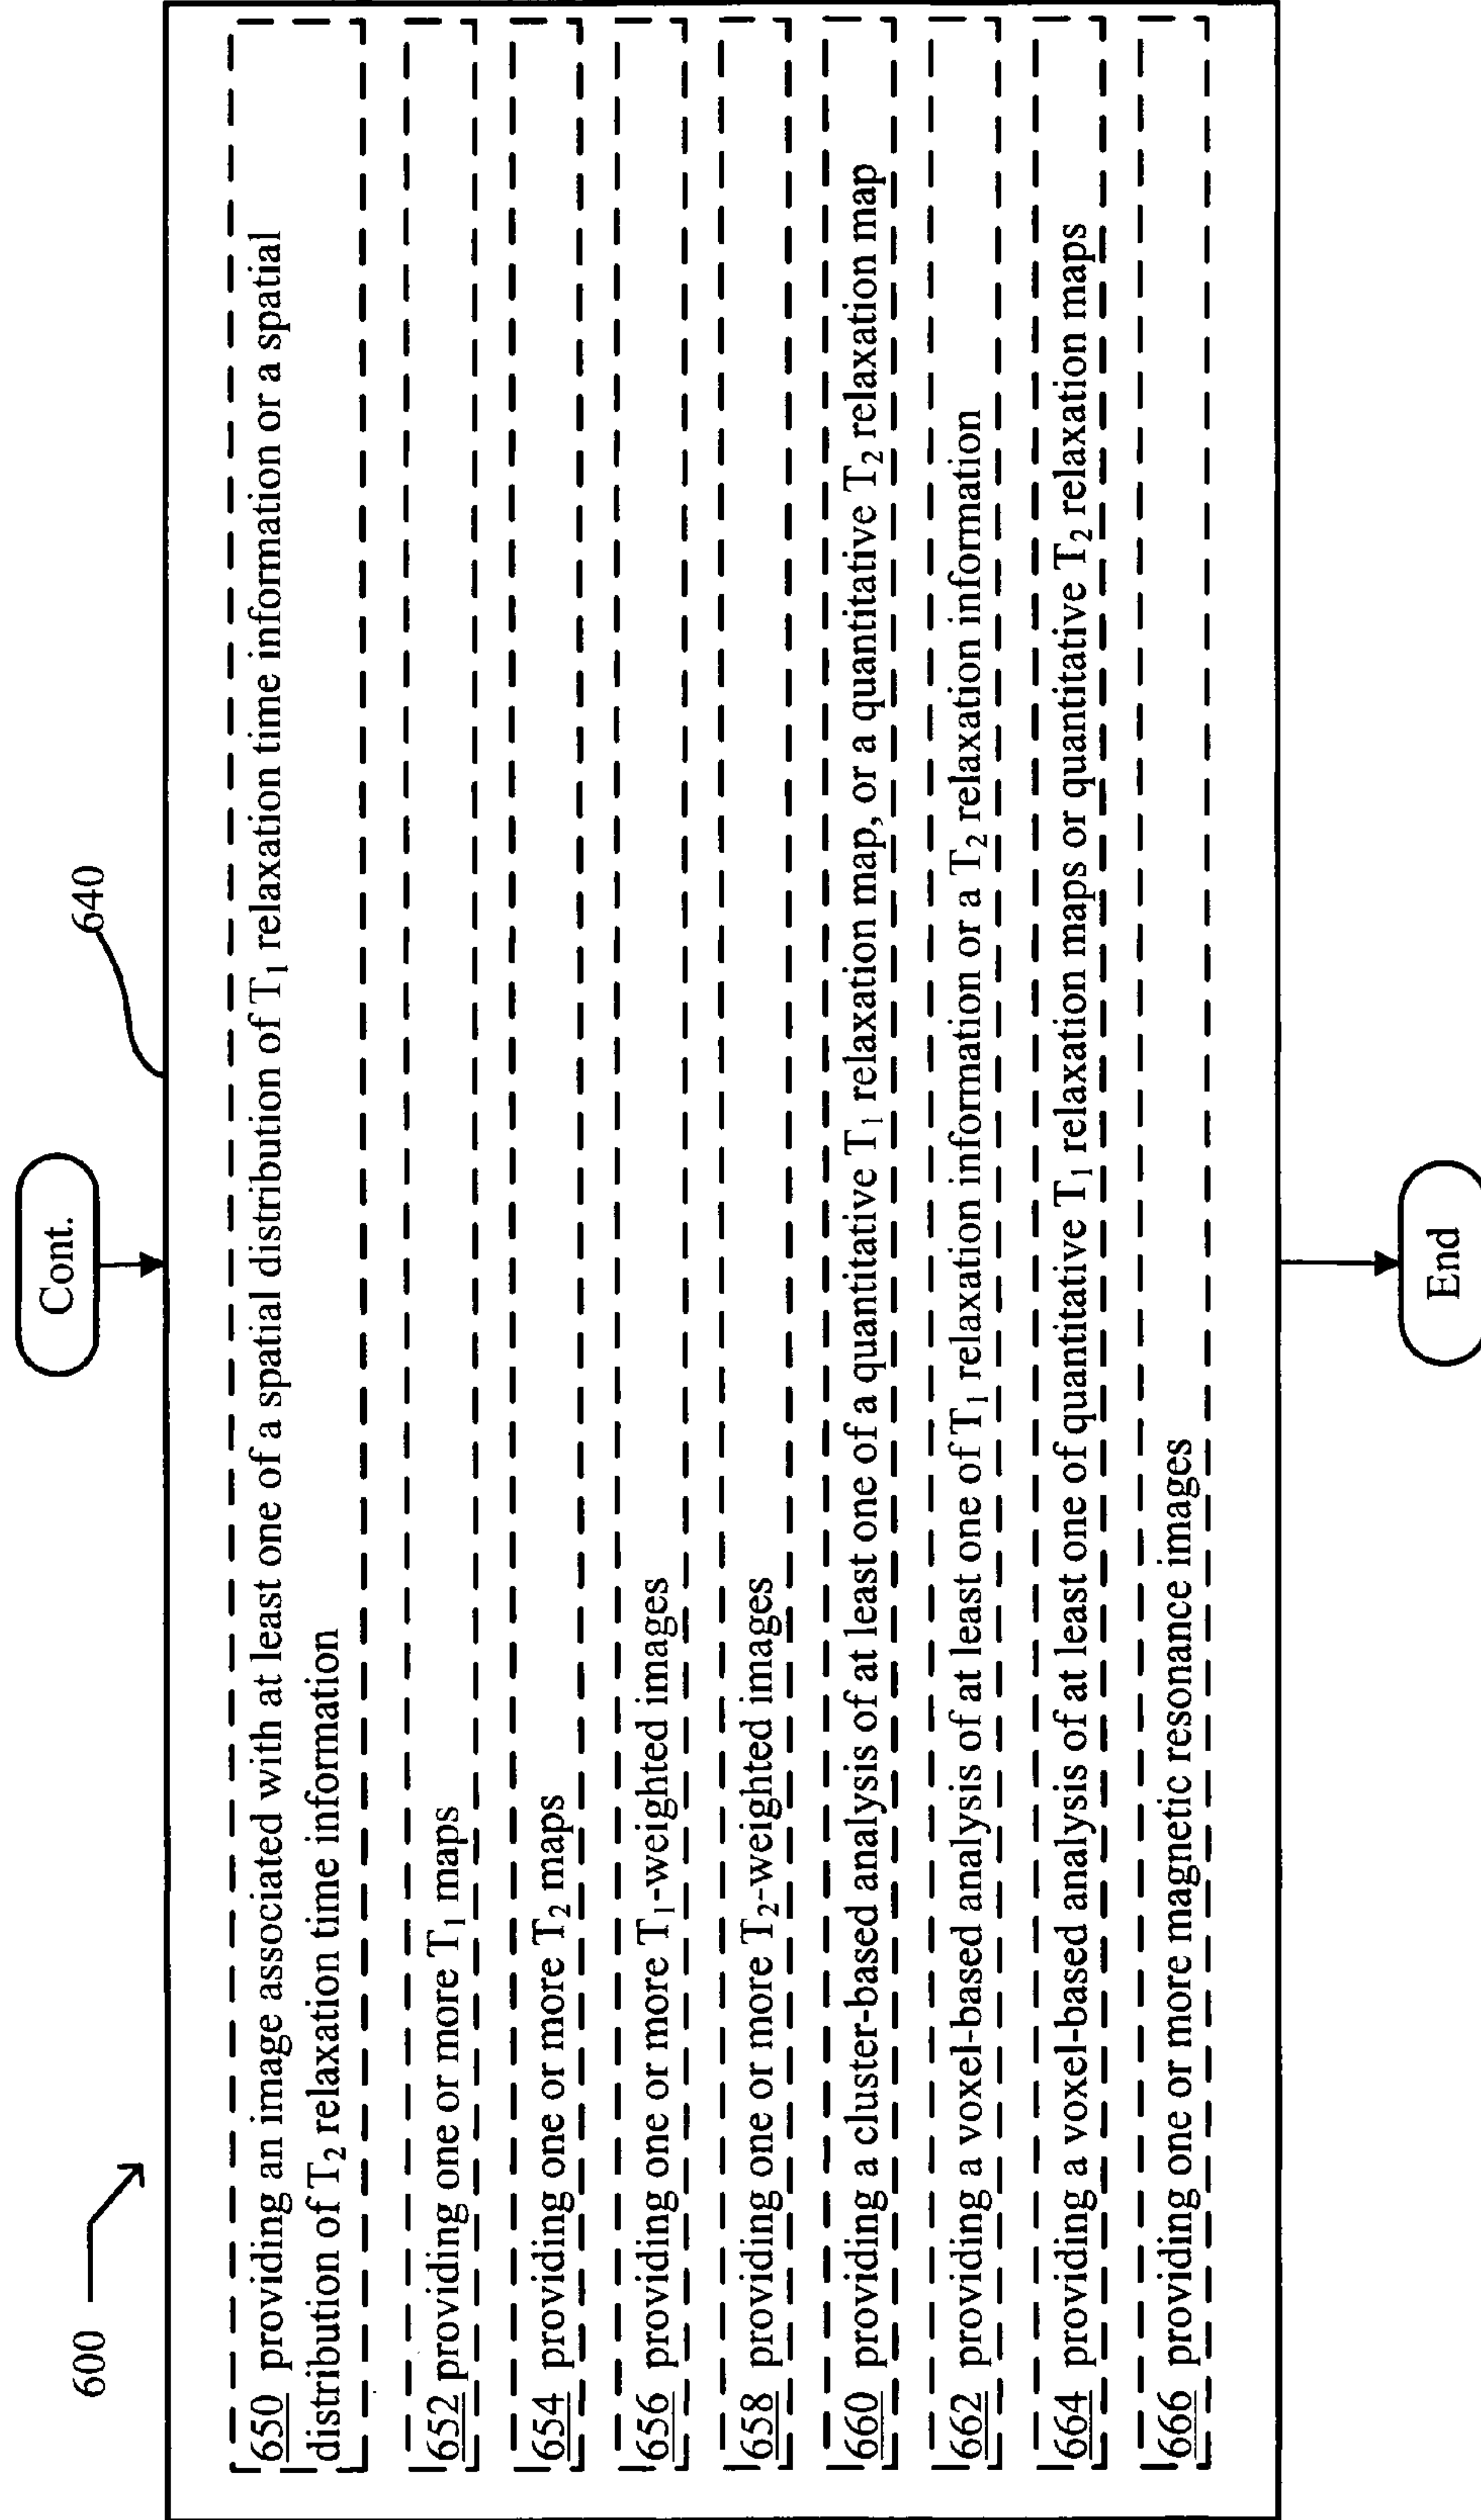 600
Cont.
640
650 providing an image associated with at least one of a spatial distribution of T₁ relaxation time information or a spatial
distribution of T₂ relaxation time information
652 providing one or more T₁ maps
654 providing one or more T₂ maps
656 providing one or more T₁-weighted images
658 providing one or more T₂-weighted images
660 providing a cluster-based analysis of at least one of a quantitative T₁ relaxation map, or a quantitative T₂ relaxation map
662 providing a voxel-based analysis of at least one of T₁ relaxation information or a T₂ relaxation information
664 providing a voxel-based analysis of at least one of quantitative T₁ relaxation maps or quantitative T₂ relaxation maps
666 providing one or more magnetic resonance images
End